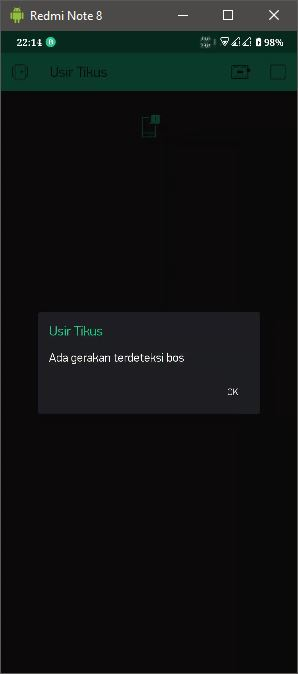 Redmi Note 8
22:14 98%
Usir Tikus
Usir Tikus
Ada gerakan terdeteksi bos
OK